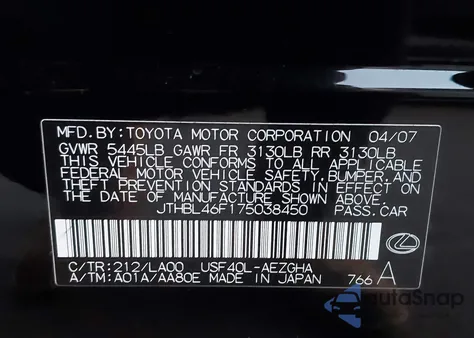 MFD.BY:TOYOTA MOTOR CORPORATION 04/07
GVWR 5445LB GAWR FR 3130LB RR 3130LB
THIS VEHICLE CONFORMS TO ALL APPLICABLE
FEDERAL MOTOR VEHICLE SAFETY,BUMPER,AND
THEFT PREVENTION STANDARDS IN EFFECT ON
THE DATE OF MANUFACTURE SHOWN ABOVE.
JTHBL46F175038450 PASS.CAR
C/TR:212/LA00 USF40L-AEZGHA
A/TM:A01A/AA80E MADE IN JAPAN 766 A
autoSnap